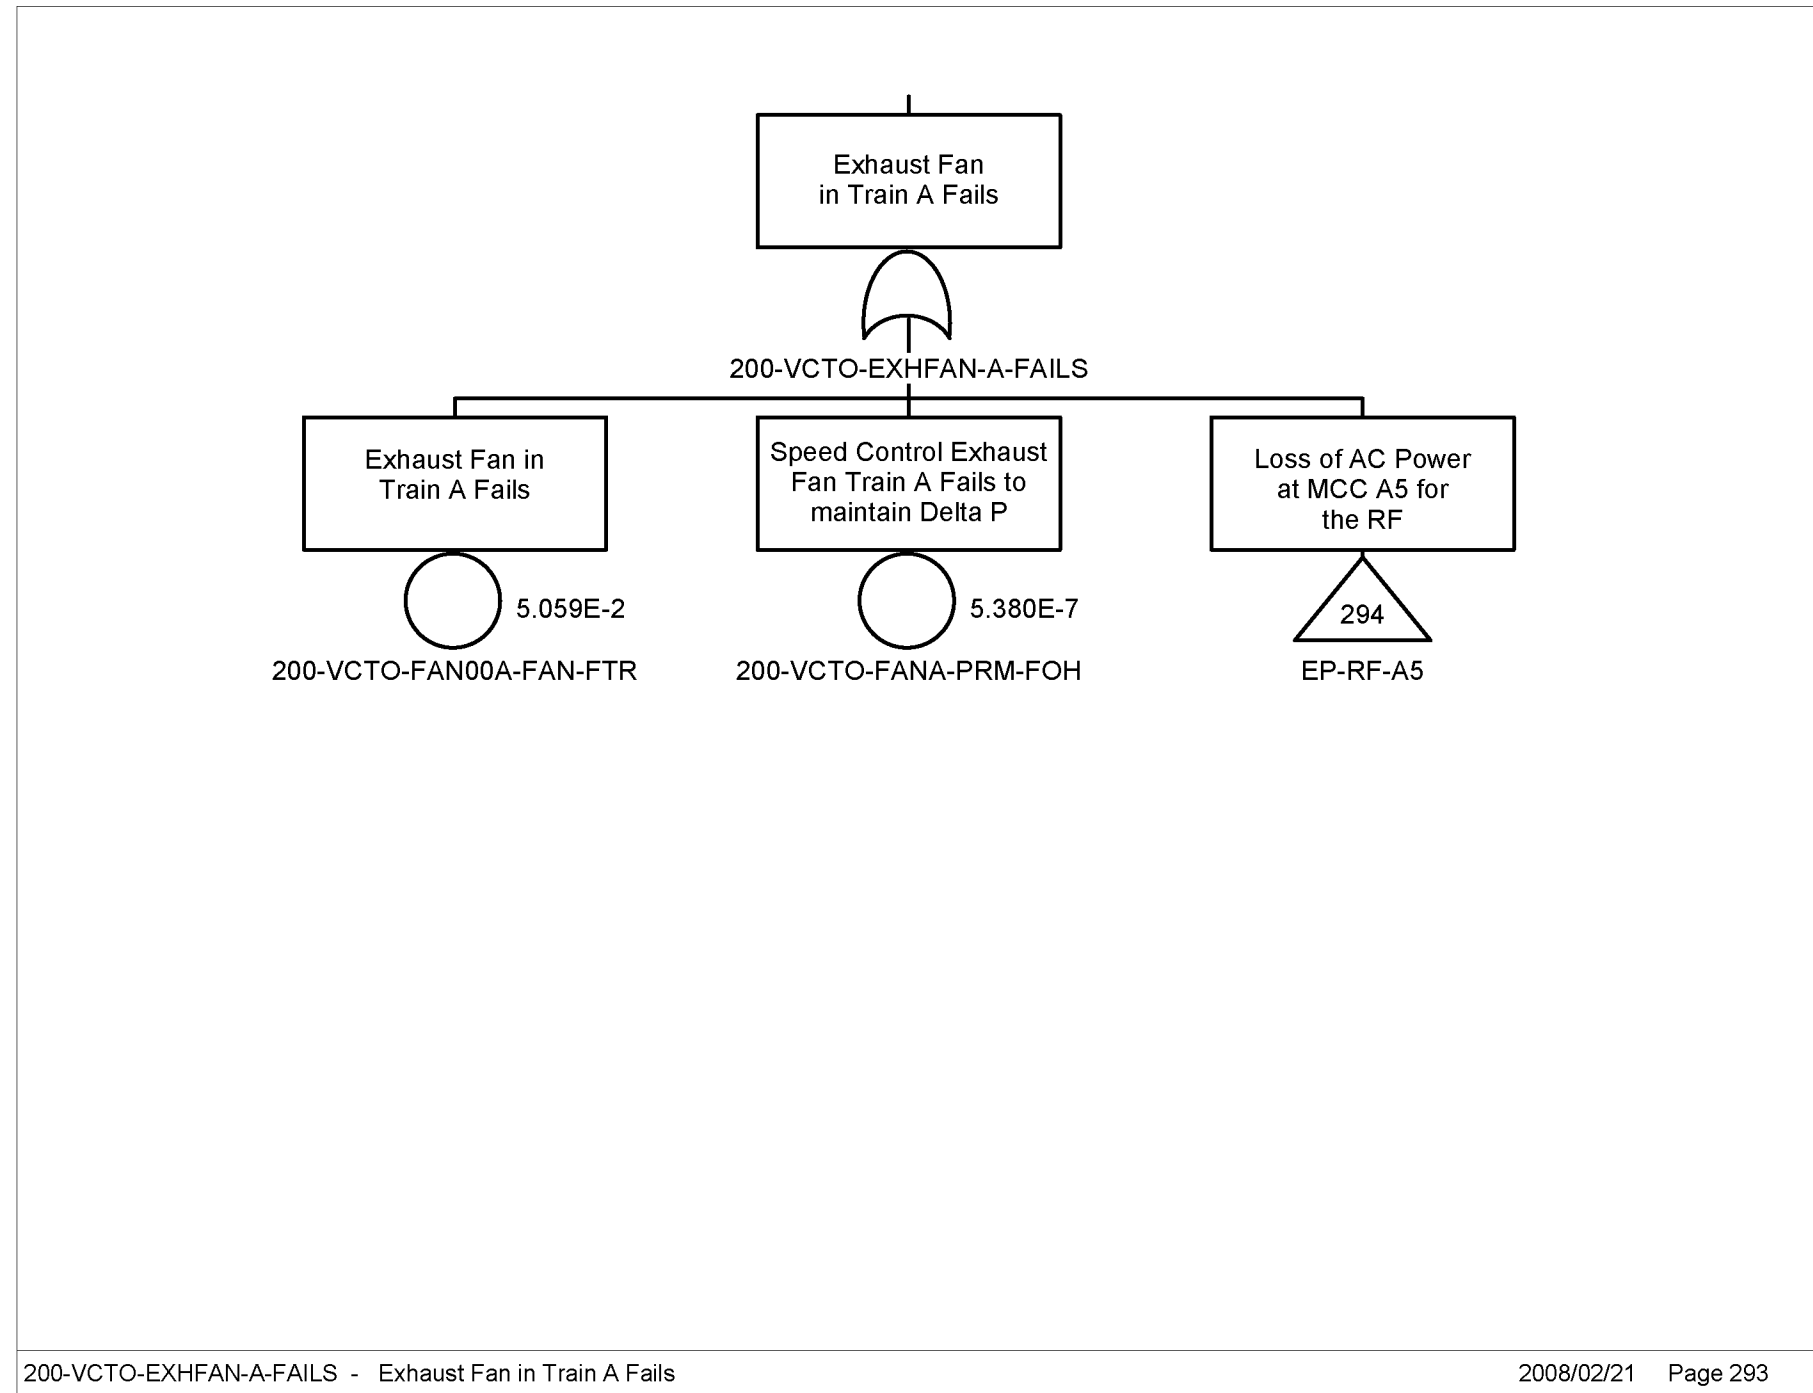 Exhaust Fan
in Train A Fails
200-VCTO-EXHFAN-A-FAILS
Exhaust Fan in
Train A Fails
5.059E-2
200-VCTO-FAN00A-FAN-FTR
Speed Control Exhaust
Fan Train A Fails to
maintain Delta P
5.380E-7
200-VCTO-FANA-PRM-FOH
Loss of AC Power
at MCC A5 for
the RF
294
EP-RF-A5
200-VCTO-EXHFAN-A-FAILS - Exhaust Fan in Train A Fails
2008/02/21 Page 293